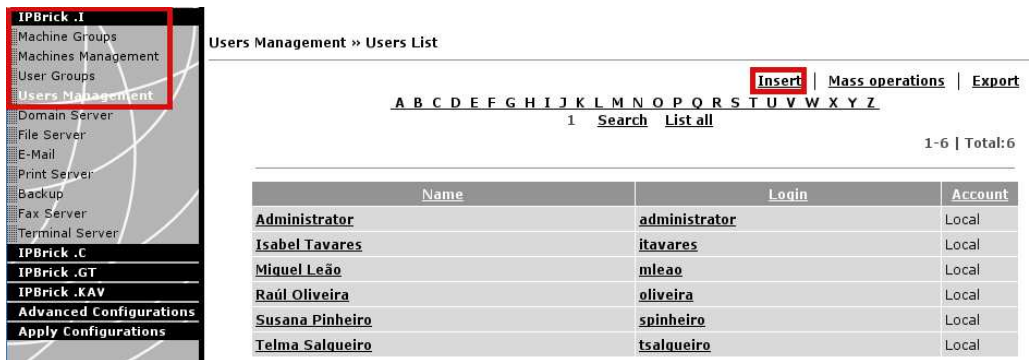 IPBrick .I
Machine Groups
Machines Management
User Groups
Users Management
Domain Server
File Server
E-Mail
Print Server
Backup
Fax Server
Terminal Server
IPBrick .C
IPBrick .GT
IPBrick .KAV
Advanced Configurations
Apply Configurations
Users Management » Users List
Insert | Mass operations | Export
A B C D E F G H I J K L M N O P Q R S T U V W X Y Z
1 Search List all
1-6 | Total:6
Name Login Account
Administrator administrator Local
Isabel Tavares itavares Local
Miguel Leão mleao Local
Raúl Oliveira oliveira Local
Susana Pinheiro spinheiro Local
Telma Salgueiro tsalgueiro Local